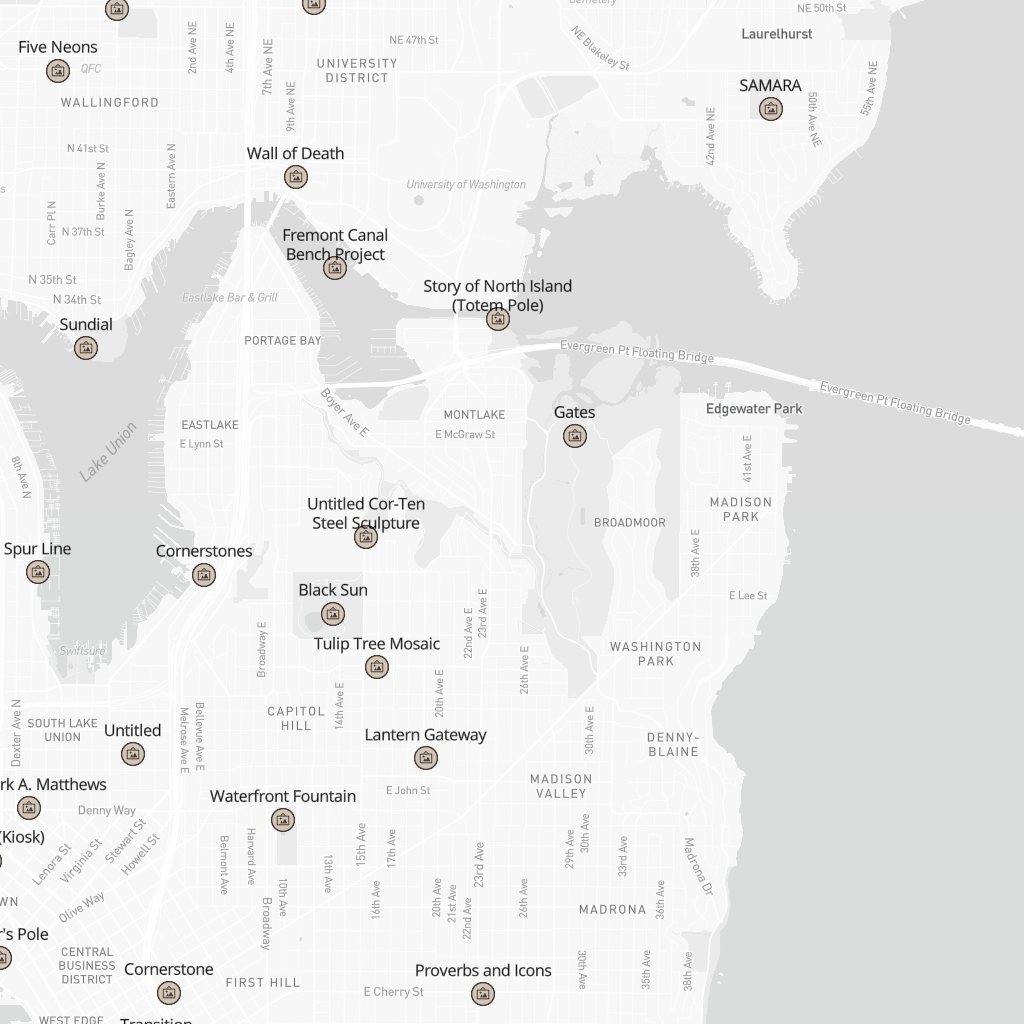 Cemetery
NE 50th St
Laurelhurst
Five Neons
QFC
2nd Ave NE
4th Ave NE
7th Ave NE
NE 47th St
UNIVERSITY
DISTRICT
NE Blakeley St
55th Ave NE
WALLINGFORD
9th Ave NE
SAMARA
42nd Ave NE
50th Ave NE
N 41st St
Wall of Death
Eastern Ave N
Burke Ave N
University of Washington
Carr Pl N
Bagley Ave N
N 37th St
Fremont Canal
Bench Project
N 35th St
N 34th St
Eastlake Bar & Grill
Story of North Island
(Totem Pole)
Sundial
PORTAGE BAY
Evergreen Pt Floating Bridge
Evergreen Pt Floating Bridge
Boyer Ave E
MONTLAKE
Gates
Edgewater Park
EASTLAKE
E Lynn St
E McGraw St
Lake Union
41st Ave E
8th Ave N
Untitled Cor-Ten
Steel Sculpture
BROADMOOR
MADISON
PARK
Spur Line
Cornerstones
38th Ave E
Black Sun
E Lee St
Swiftsure
Broadway E
Tulip Tree Mosaic
22nd Ave E
23rd Ave E
WASHINGTON
PARK
26th Ave E
14th Ave E
20th Ave E
Dexter Ave N
SOUTH LAKE
UNION
Untitled
Melrose Ave E
Bellevue Ave E
CAPITOL
HILL
Lantern Gateway
30th Ave E
DENNY-
BLAINE
rk A. Matthews
Denny Way
Waterfront Fountain
E John St
MADISON
VALLEY
(Kiosk)
)
Lenora St
Virginia St
Stewart St
Howell St
Belmont Ave
Harvard Ave
10th Ave
13th Ave
15th Ave
17th Ave
16th Ave
20th Ave
21st Ave
22nd Ave
23rd Ave
26th Ave
29th Ave
30th Ave
33rd Ave
36th Ave
Madrona Dr
WN
Olive Way
Broadway
MADRONA
r's Pole
CENTRAL
BUSINESS
DISTRICT
Cornerstone
FIRST HILL
Proverbs and Icons
E Cherry St
30th Ave
35th Ave
38th Ave
WEST EDGE
Transition